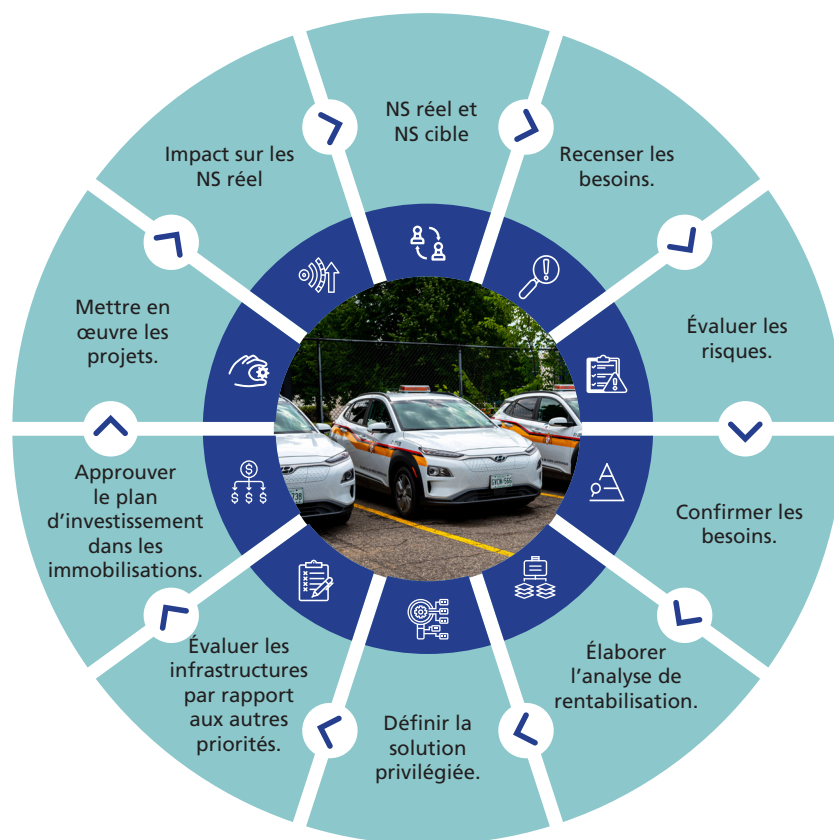 NS réel et
NS cible
Recenser les
besoins.
Évaluer les
risques.
Confirmer les
besoins.
Élaborer
l’analyse de
rentabilisation.
Définir la
solution
privilégiée.
Évaluer les
infrastructures
par rapport
aux autres
priorités.
Approuver
le plan
d’investissement
dans les
immobilisations.
Mettre en
œuvre les
projets.
Impact sur les
NS réel